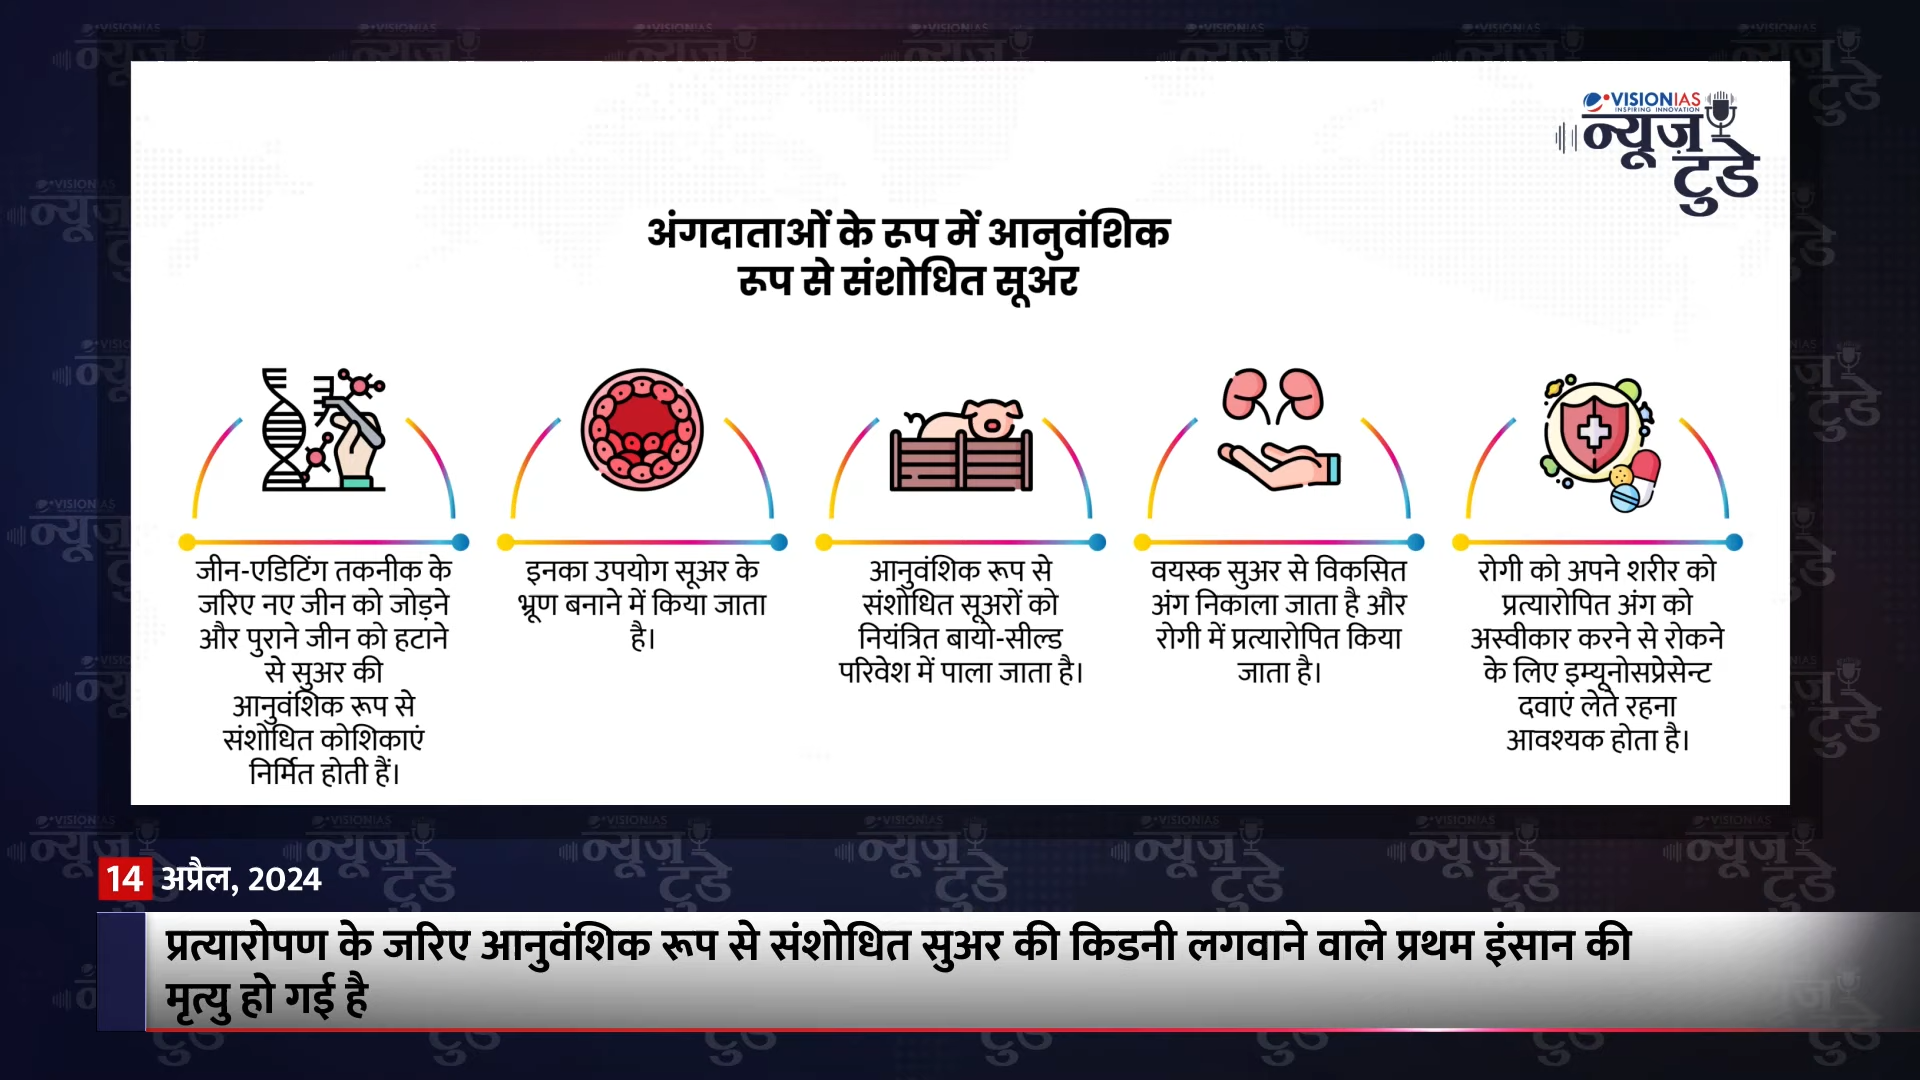 VISIONIAS
INSPIRING INNOVATION
न्यूज़
टुडे
अंगदाताओं के रूप में आनुवंशिक
रूप से संशोधित सूअर
जीन-एडिटिंग तकनीक के
जरिए नए जीन को जोड़ने
और पुराने जीन को हटाने
से सुअर की
आनुवंशिक रूप से
संशोधित कोशिकाएं
निर्मित होती हैं।
इनका उपयोग सूअर के
भ्रूण बनाने में किया जाता
है।
आनुवंशिक रूप से
संशोधित सूअरों को
नियंत्रित बायो-सील्ड
परिवेश में पाला जाता है।
वयस्क सुअर से विकसित
अंग निकाला जाता है और
रोगी में प्रत्यारोपित किया
जाता है।
रोगी को अपने शरीर को
प्रत्यारोपित अंग को
अस्वीकार करने से रोकने
के लिए इम्यूनोसप्रेसेन्ट
दवाएं लेते रहना
आवश्यक होता है।
14 अप्रैल, 2024
प्रत्यारोपण के जरिए आनुवंशिक रूप से संशोधित सुअर की किडनी लगवाने वाले प्रथम इंसान की
मृत्यु हो गई है